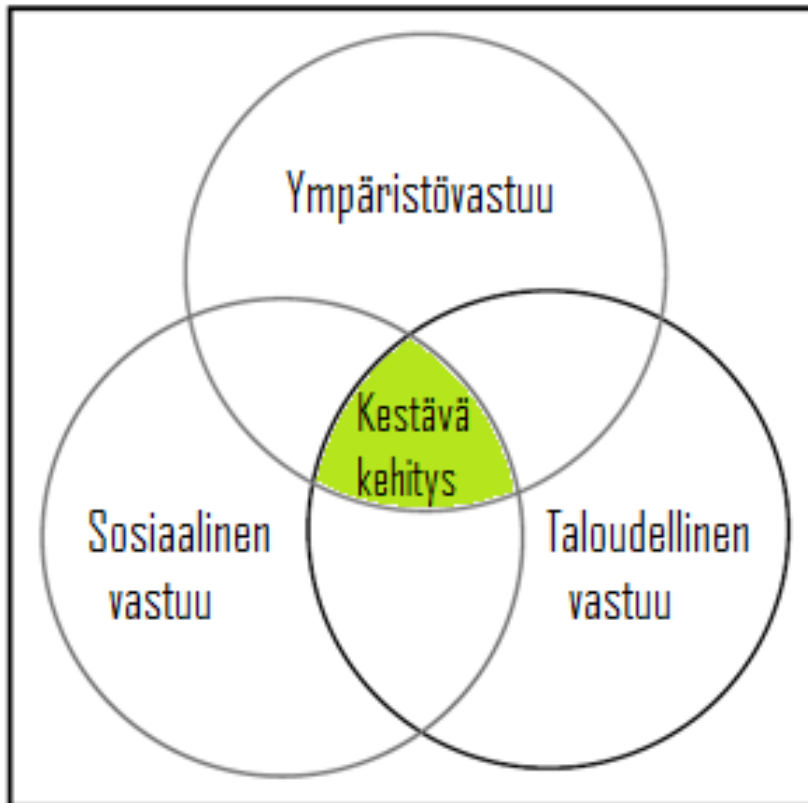 Ympäristövastuu
Kestävä
kehitys
Sosiaalinen
vastuu
Taloudellinen
vastuu